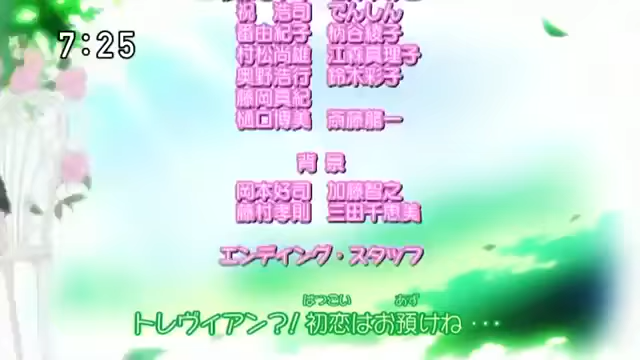 7:25
でんしん
番由紀子 柄谷綾子
村松尚雄 江森真理子
奥野浩行 鈴木彩子
藤岡真紀
樋口博美 斎藤龍一
背景
岡本好司 加藤智之
藤村孝則 三田千恵美
エンディング・スタッフ
はつこい あず
トレヴィアン?! 初恋はお預けね・・・